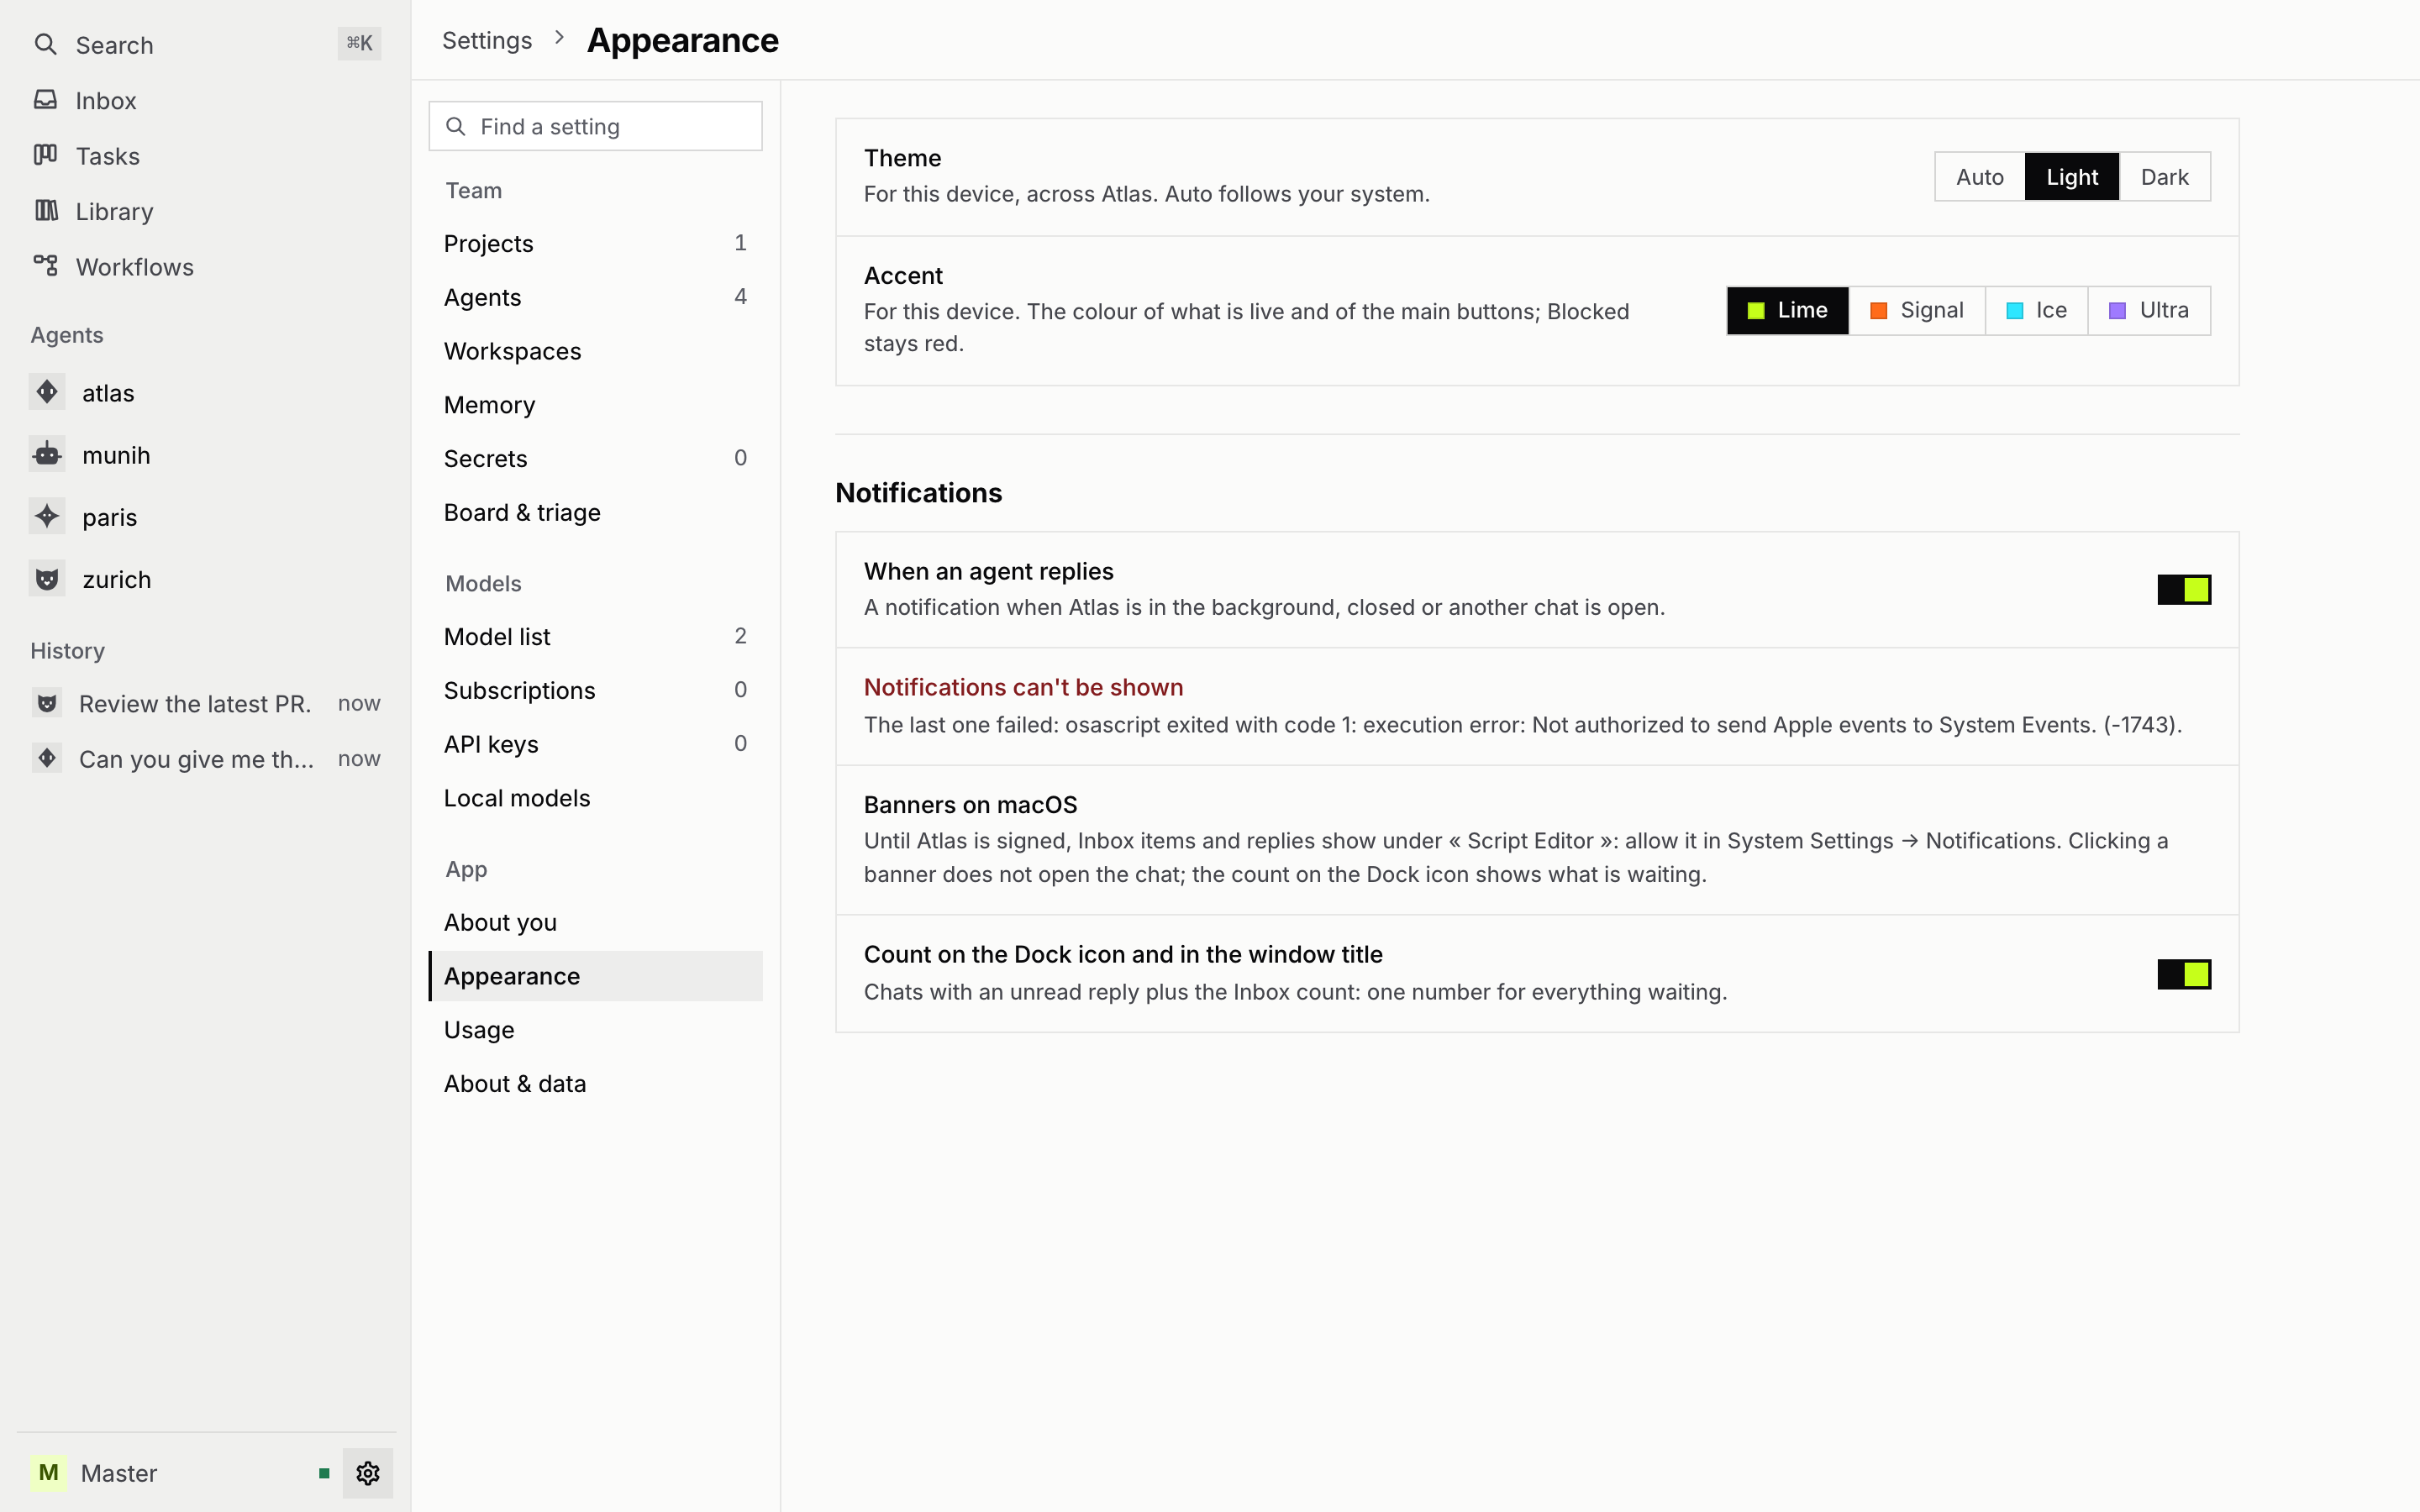 Search
⌘K
Inbox
Tasks
Library
Workflows
Agents
atlas
munih
paris
zurich
History
Review the latest PR. now
Can you give me th... now
M Master
Settings > Appearance
Find a setting
Team
Projects 1
Agents 4
Workspaces
Memory
Secrets 0
Board & triage
Models
Model list 2
Subscriptions 0
API keys 0
Local models
App
About you
Appearance
Usage
About & data
Theme
For this device, across Atlas. Auto follows your system.
Auto Light Dark
Accent
For this device. The colour of what is live and of the main buttons; Blocked
stays red.
Lime Signal Ice Ultra
Notifications
When an agent replies
A notification when Atlas is in the background, closed or another chat is open.
Notifications can't be shown
The last one failed: osascript exited with code 1: execution error: Not authorized to send Apple events to System Events. (-1743).
Banners on macOS
Until Atlas is signed, Inbox items and replies show under « Script Editor »: allow it in System Settings → Notifications. Clicking a
banner does not open the chat; the count on the Dock icon shows what is waiting.
Count on the Dock icon and in the window title
Chats with an unread reply plus the Inbox count: one number for everything waiting.